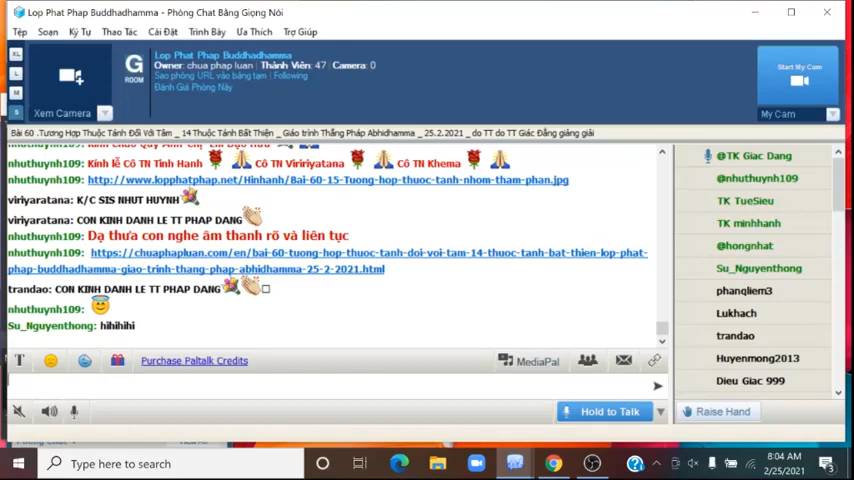 Lop Phat Phap Buddhadhamma - Phòng Chat Bằng Giọng Nói
Tệp Soạn Ký Tự Thao Tác Cài Đặt Trình Bày Ưa Thích Trợ Giúp
XL
L
M
S
Xem Camera
G
ROOM
Lop Phat Phap Buddhadhamma
Owner: chua phap luan | Thành Viên: 47 | Camera: 0
Sao phòng URL vào bảng tạm | Following
Đánh Giá Phòng Này
Start My Cam
My Cam
Bài 60 .Tương Hợp Thuộc Tánh Đối Với Tâm _ 14 Thuộc Tánh Bất Thiện _ Giáo trình Thắng Pháp Abhidhamma _ 25.2.2021 _ do TT do TT Giác Đẳng giảng giải
nhuthuynh109: Kính lễ Cô TN Tinh Hanh Cô TN Viririyatana Cô TN Khema
nhuthuynh109: http://www.lopphatphap.net/Hinhanh/Bai-60-15-Tuong-hop-thuoc-tanh-nhom-tham-phan.jpg
viriyaratana: K/C SIS NHUT HUYNH
viriyaratana: CON KINH DANH LE TT PHAP DANG
nhuthuynh109: Dạ thưa con nghe âm thanh rõ và liên tục
nhuthuynh109: https://chuaphapluan.com/en/bai-60-tuong-hop-thuoc-tanh-doi-voi-tam-14-thuoc-tanh-bat-thien-lop-phat-
phap-buddhadhamma-giao-trinh-thang-phap-abhidhamma-25-2-2021.html
trandao: CON KINH DANH LE TT PHAP DANG
nhuthuynh109:
Su_Nguyenthong: hihihihi
@TK Giac Dang
@nhuthuynh109
TK TueSieu
TK minhhanh
@hongnhat
Su_Nguyenthong
phanqliem3
Lukhach
trandao
Huyenmong2013
Dieu Giac 999
T Purchase Paltalk Credits MediaPal
Hold to Talk Raise Hand
Type here to search
8:04 AM
2/25/2021
3